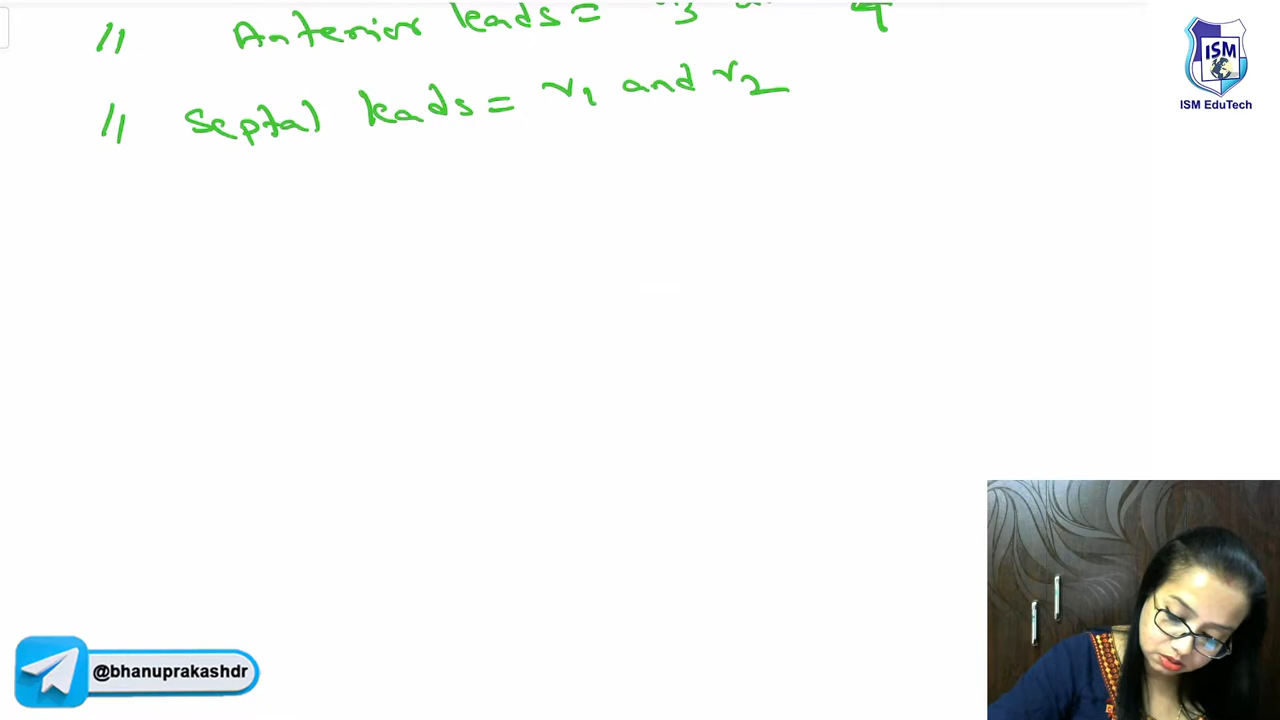 // Anterior leads =
// Septal leads = V1 and V2
ISM
ISM EduTech
@bhanuprakashdr